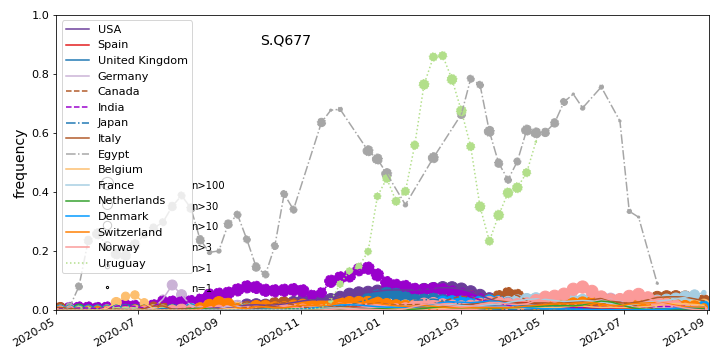 S.Q677
frequency
1.0
0.8
0.6
0.4
0.2
0.0
USA
Spain
United Kingdom
Germany
Canada
India
Japan
Italy
Egypt
Belgium
France
Netherlands
Denmark
Switzerland
Norway
Uruguay
n>100
n>30
n>10
n>3
n>1
n=1
2020-05
2020-07
2020-09
2020-11
2021-01
2021-03
2021-05
2021-07
2021-09